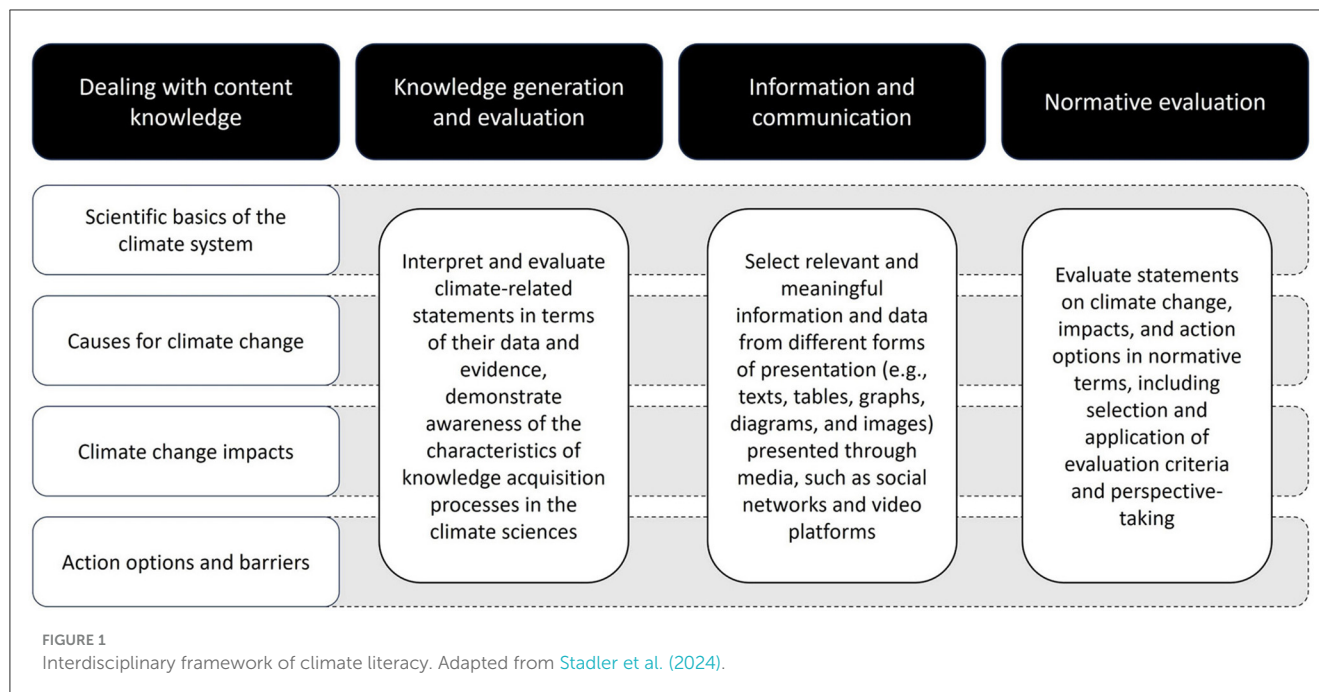 Dealing with content
knowledge
Knowledge generation
and evaluation
Information and
communication
Normative evaluation
Scientific basics of the
climate system
Causes for climate change
Climate change impacts
Action options and barriers
Interpret and evaluate
climate-related
statements in terms
of their data and
evidence,
demonstrate
awareness of the
characteristics of
knowledge acquisition
processes in the
climate sciences
Select relevant and
meaningful
information and data
from different forms
of presentation (e.g.,
texts, tables, graphs,
diagrams, and images)
presented through
media, such as social
networks and video
platforms
Evaluate statements
on climate change,
impacts, and action
options in normative
terms, including
selection and
application of
evaluation criteria
and perspective-
taking
FIGURE 1
Interdisciplinary framework of climate literacy. Adapted from Stadler et al. (2024).